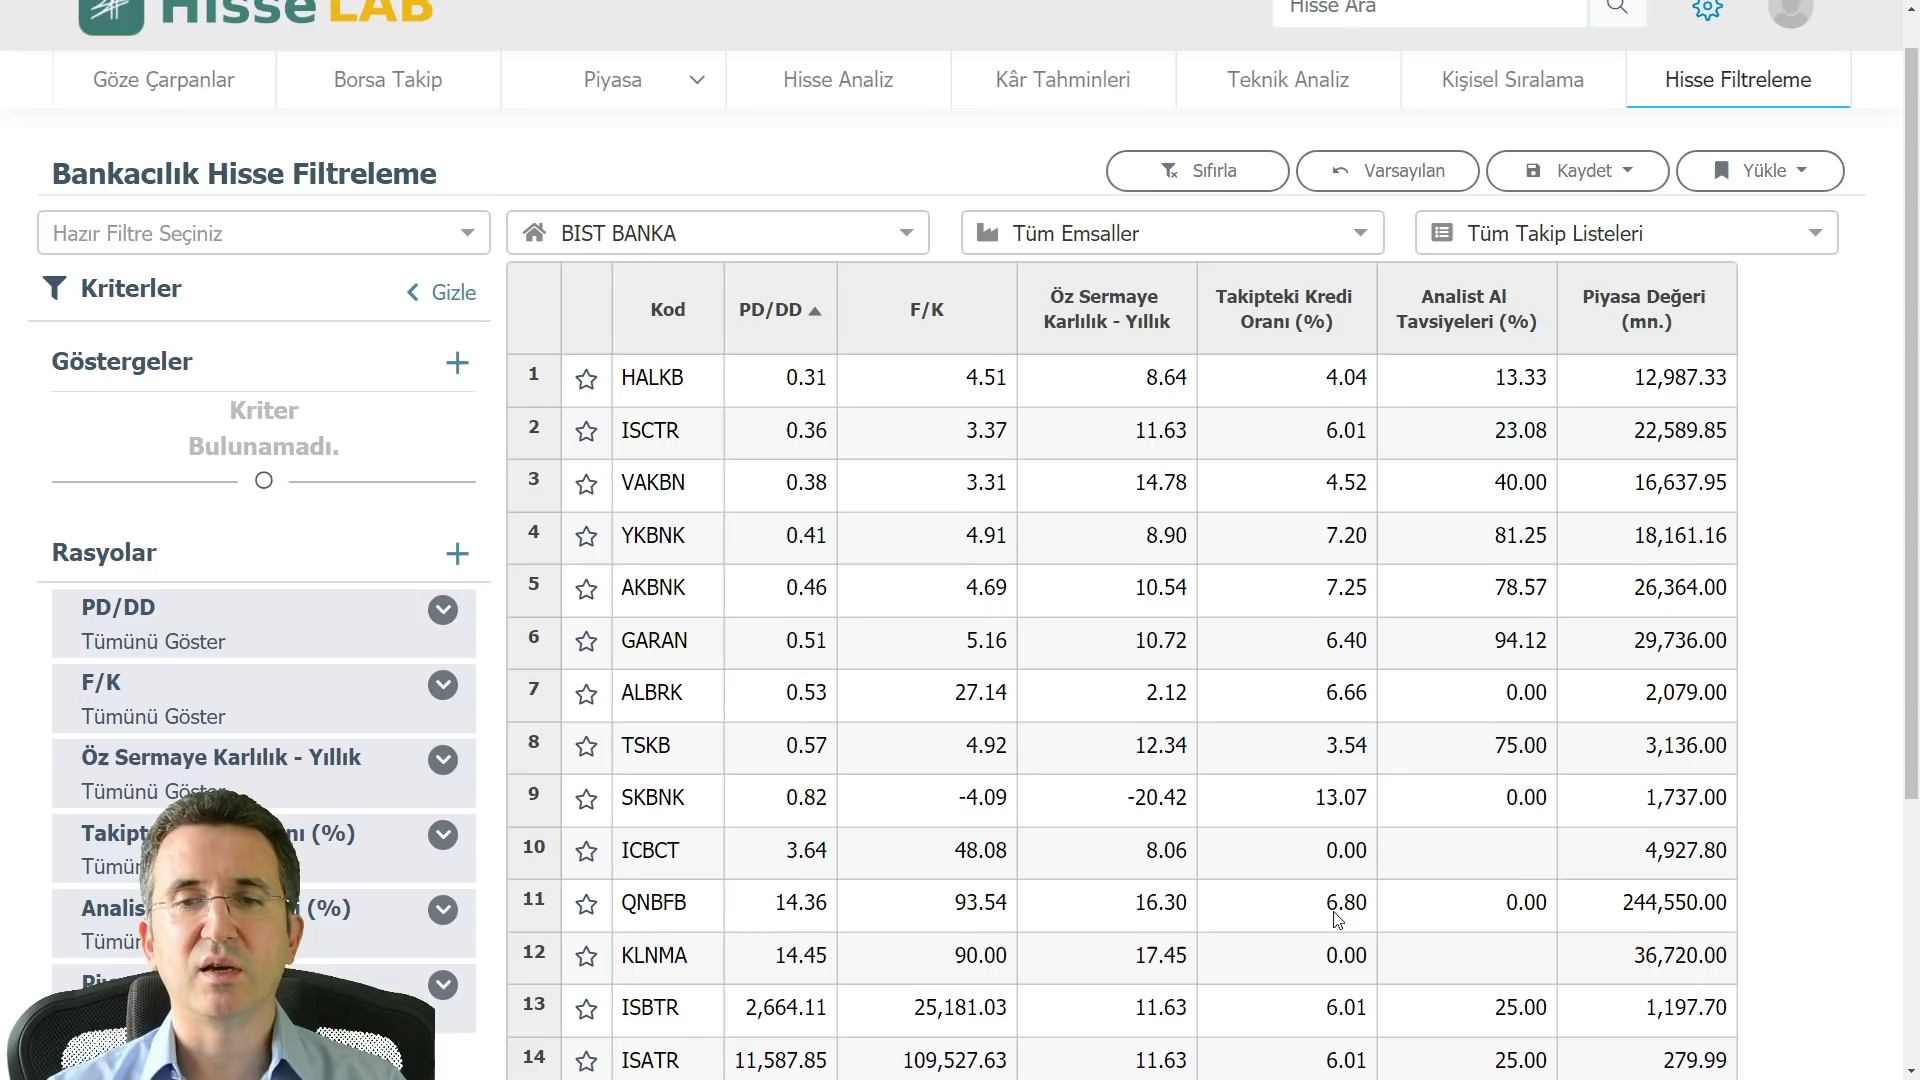 Hisse LAB
Hisse Ara
Göze Çarpanlar Borsa Takip Piyasa Hisse Analiz Kâr Tahminleri Teknik Analiz Kişisel Sıralama Hisse Filtreleme
Bankacılık Hisse Filtreleme
Sıfırla Varsayılan Kaydet Yükle
Hazır Filtre Seçiniz BIST BANKA Tüm Emsaller Tüm Takip Listeleri
Kriterler Gizle
Göstergeler
Kriter
Bulunamadı.
Rasyolar
PD/DD
Tümünü Göster
F/K
Tümünü Göster
Öz Sermaye Karlılık - Yıllık
Tümünü Göster
(%)
(%)
Kod PD/DD F/K Öz Sermaye Karlılık - Yıllık Takipteki Kredi Oranı (%) Analist Al Tavsiyeleri (%) Piyasa Değeri (mn.)
1 HALKB 0.31 4.51 8.64 4.04 13.33 12,987.33
2 ISCTR 0.36 3.37 11.63 6.01 23.08 22,589.85
3 VAKBN 0.38 3.31 14.78 4.52 40.00 16,637.95
4 YKBNK 0.41 4.91 8.90 7.20 81.25 18,161.16
5 AKBNK 0.46 4.69 10.54 7.25 78.57 26,364.00
6 GARAN 0.51 5.16 10.72 6.40 94.12 29,736.00
7 ALBRK 0.53 27.14 2.12 6.66 0.00 2,079.00
8 TSKB 0.57 4.92 12.34 3.54 75.00 3,136.00
9 SKBNK 0.82 -4.09 -20.42 13.07 0.00 1,737.00
10 ICBCT 3.64 48.08 8.06 0.00 4,927.80
11 QNBFB 14.36 93.54 16.30 6.80 0.00 244,550.00
12 KLNMA 14.45 90.00 17.45 0.00 36,720.00
13 ISBTR 2,664.11 25,181.03 11.63 6.01 25.00 1,197.70
14 ISATR 11,587.85 109,527.63 11.63 6.01 25.00 279.99